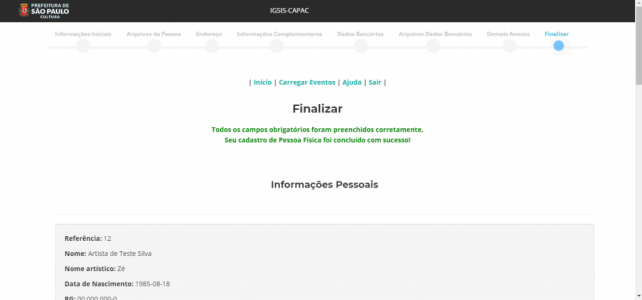 PREFEITURA DE
SÃO PAULO
CULTURA
IGSIS-CAPAC
Informações Iniciais Arquivos da Pessoa Endereço Informações Complementares Dados Bancários Arquivos Dados Bancários Demais Anexos Finalizar
| Início | Carregar Eventos | Ajuda | Sair |
Finalizar
Todos os campos obrigatórios foram preenchidos corretamente.
Seu cadastro de Pessoa Física foi concluído com sucesso!
Informações Pessoais
Referência: 12
Nome: Artista de Teste Silva
Nome artístico: Zé
Data de Nascimento: 1985-08-18
RG: 00.000.000-0